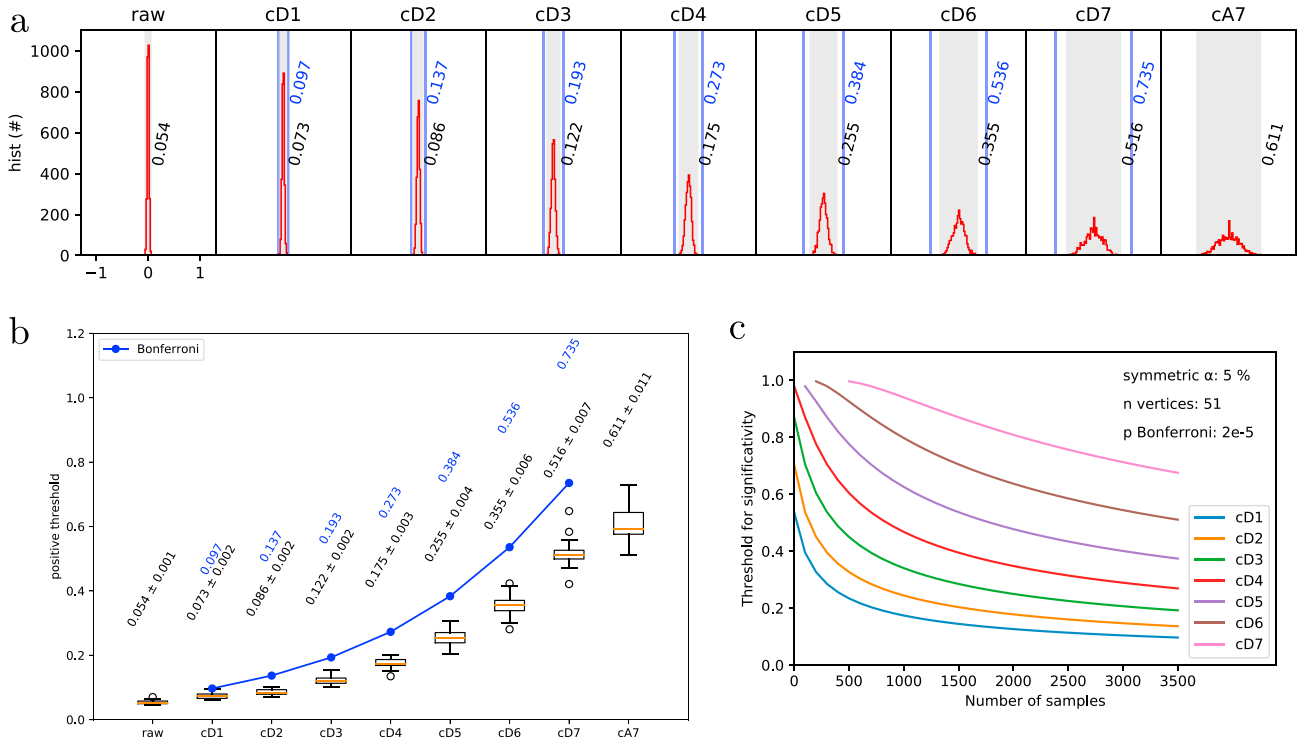 a
raw cD1 cD2 cD3 cD4 cD5 cD6 cD7 cA7
hist (#)
1000
800
600
400
200
0
−1 0 1
0.054
0.097
0.073
0.137
0.086
0.193
0.122
0.273
0.175
0.384
0.255
0.536
0.355
0.735
0.516
0.611
b
Bonferroni
positive threshold
1.2
1.0
0.8
0.6
0.4
0.2
0.0
0.054 ± 0.001
0.097
0.073 ± 0.002
0.137
0.086 ± 0.002
0.193
0.122 ± 0.002
0.273
0.175 ± 0.003
0.384
0.255 ± 0.004
0.536
0.355 ± 0.006
0.735
0.516 ± 0.007
0.611 ± 0.011
raw cD1 cD2 cD3 cD4 cD5 cD6 cD7 cA7
c
symmetric α: 5 %
n vertices: 51
p Bonferroni: 2e-5
Threshold for significativity
1.0
0.8
0.6
0.4
0.2
0.0
cD1
cD2
cD3
cD4
cD5
cD6
cD7
0 500 1000 1500 2000 2500 3000 3500
Number of samples